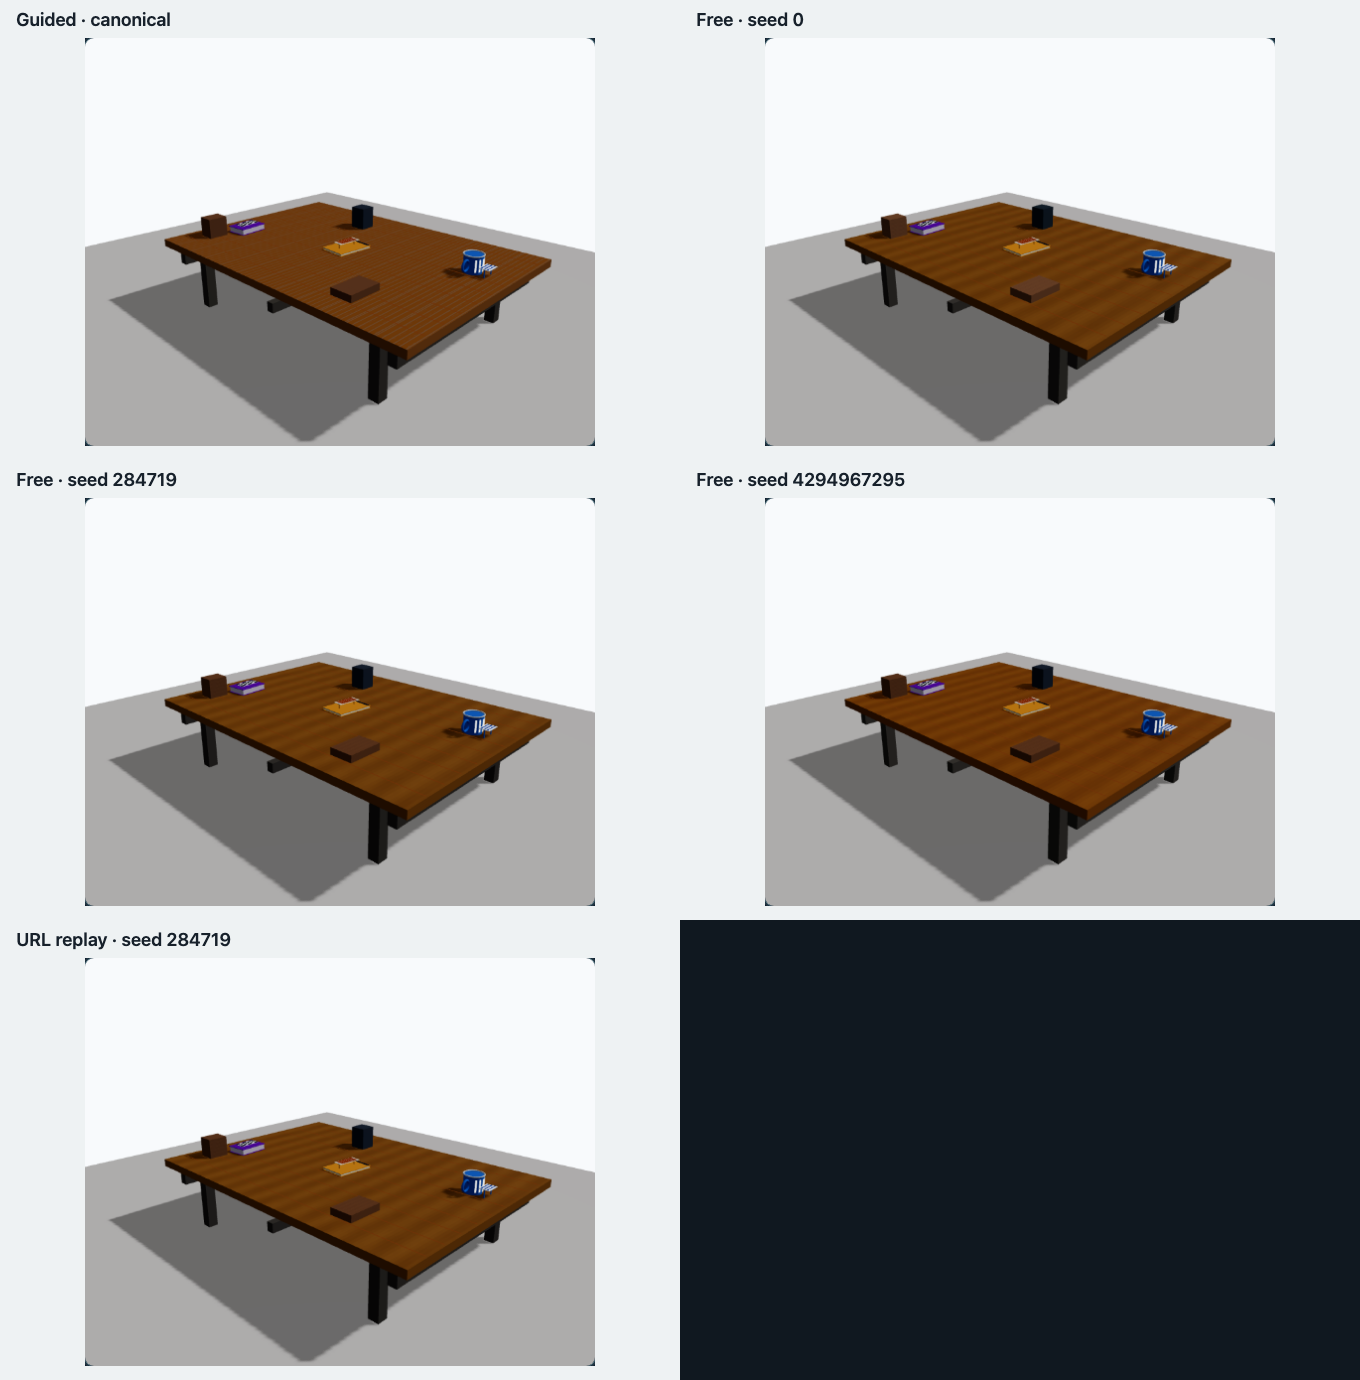 Guided · canonical
Free · seed 0
Free · seed 284719
Free · seed 4294967295
URL replay · seed 284719